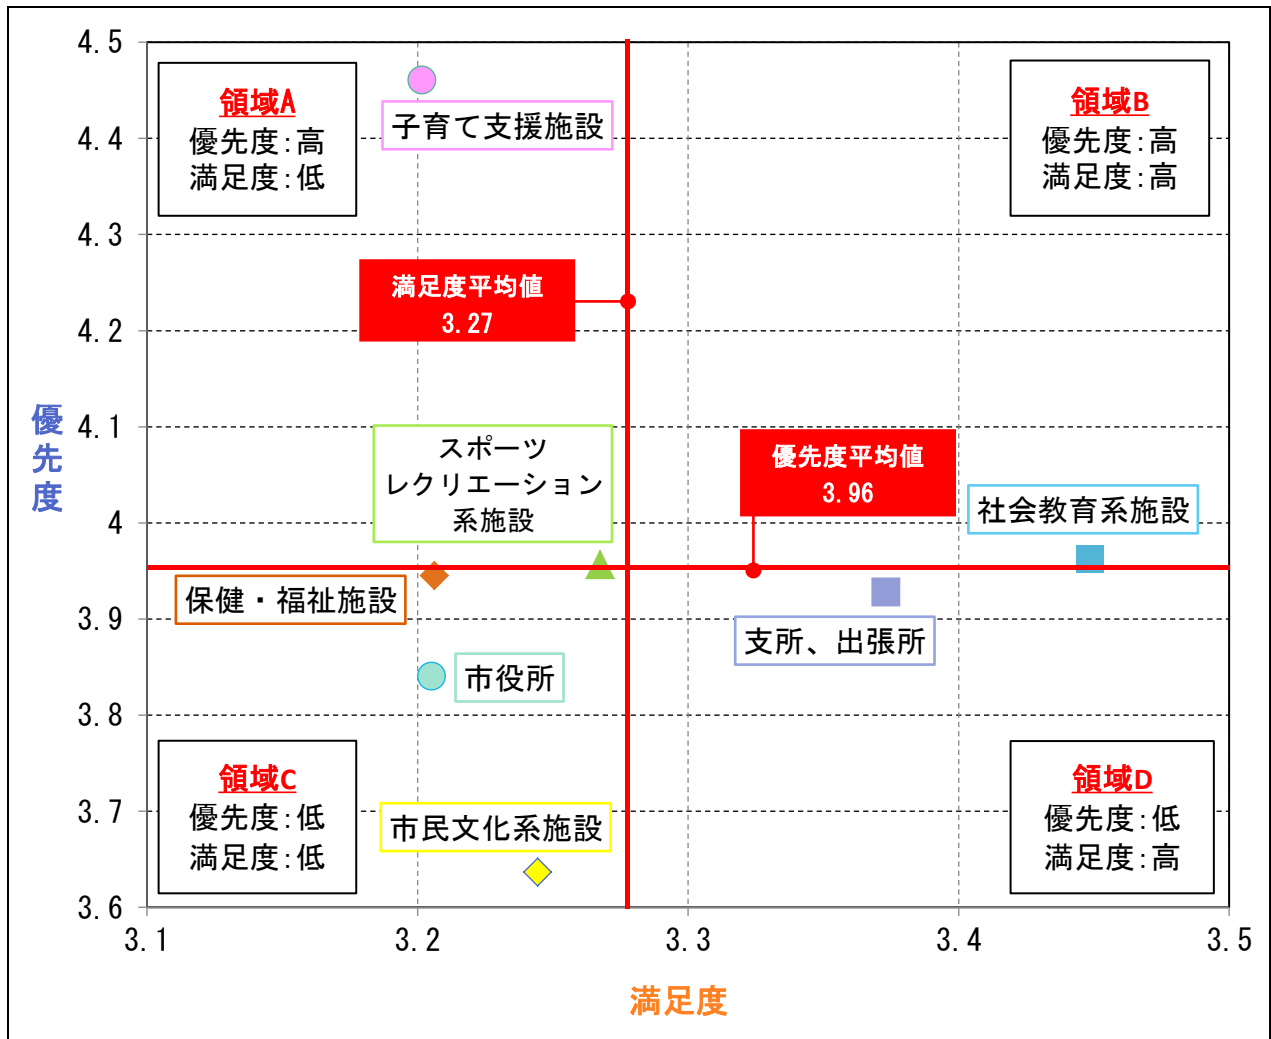 4.5
4.4
4.3
4.2
4.1
4
3.9
3.8
3.7
3.6
3.1
3.2
3.3
3.4
3.5
優先度
満足度
領域A
優先度:高
満足度:低
領域B
優先度:高
満足度:高
子育て支援施設
満足度平均値
3.27
スポーツ
レクリエーション
系施設
優先度平均値
3.96
社会教育系施設
保健・福祉施設
支所、出張所
市役所
領域C
優先度:低
満足度:低
市民文化系施設
領域D
優先度:低
満足度:高